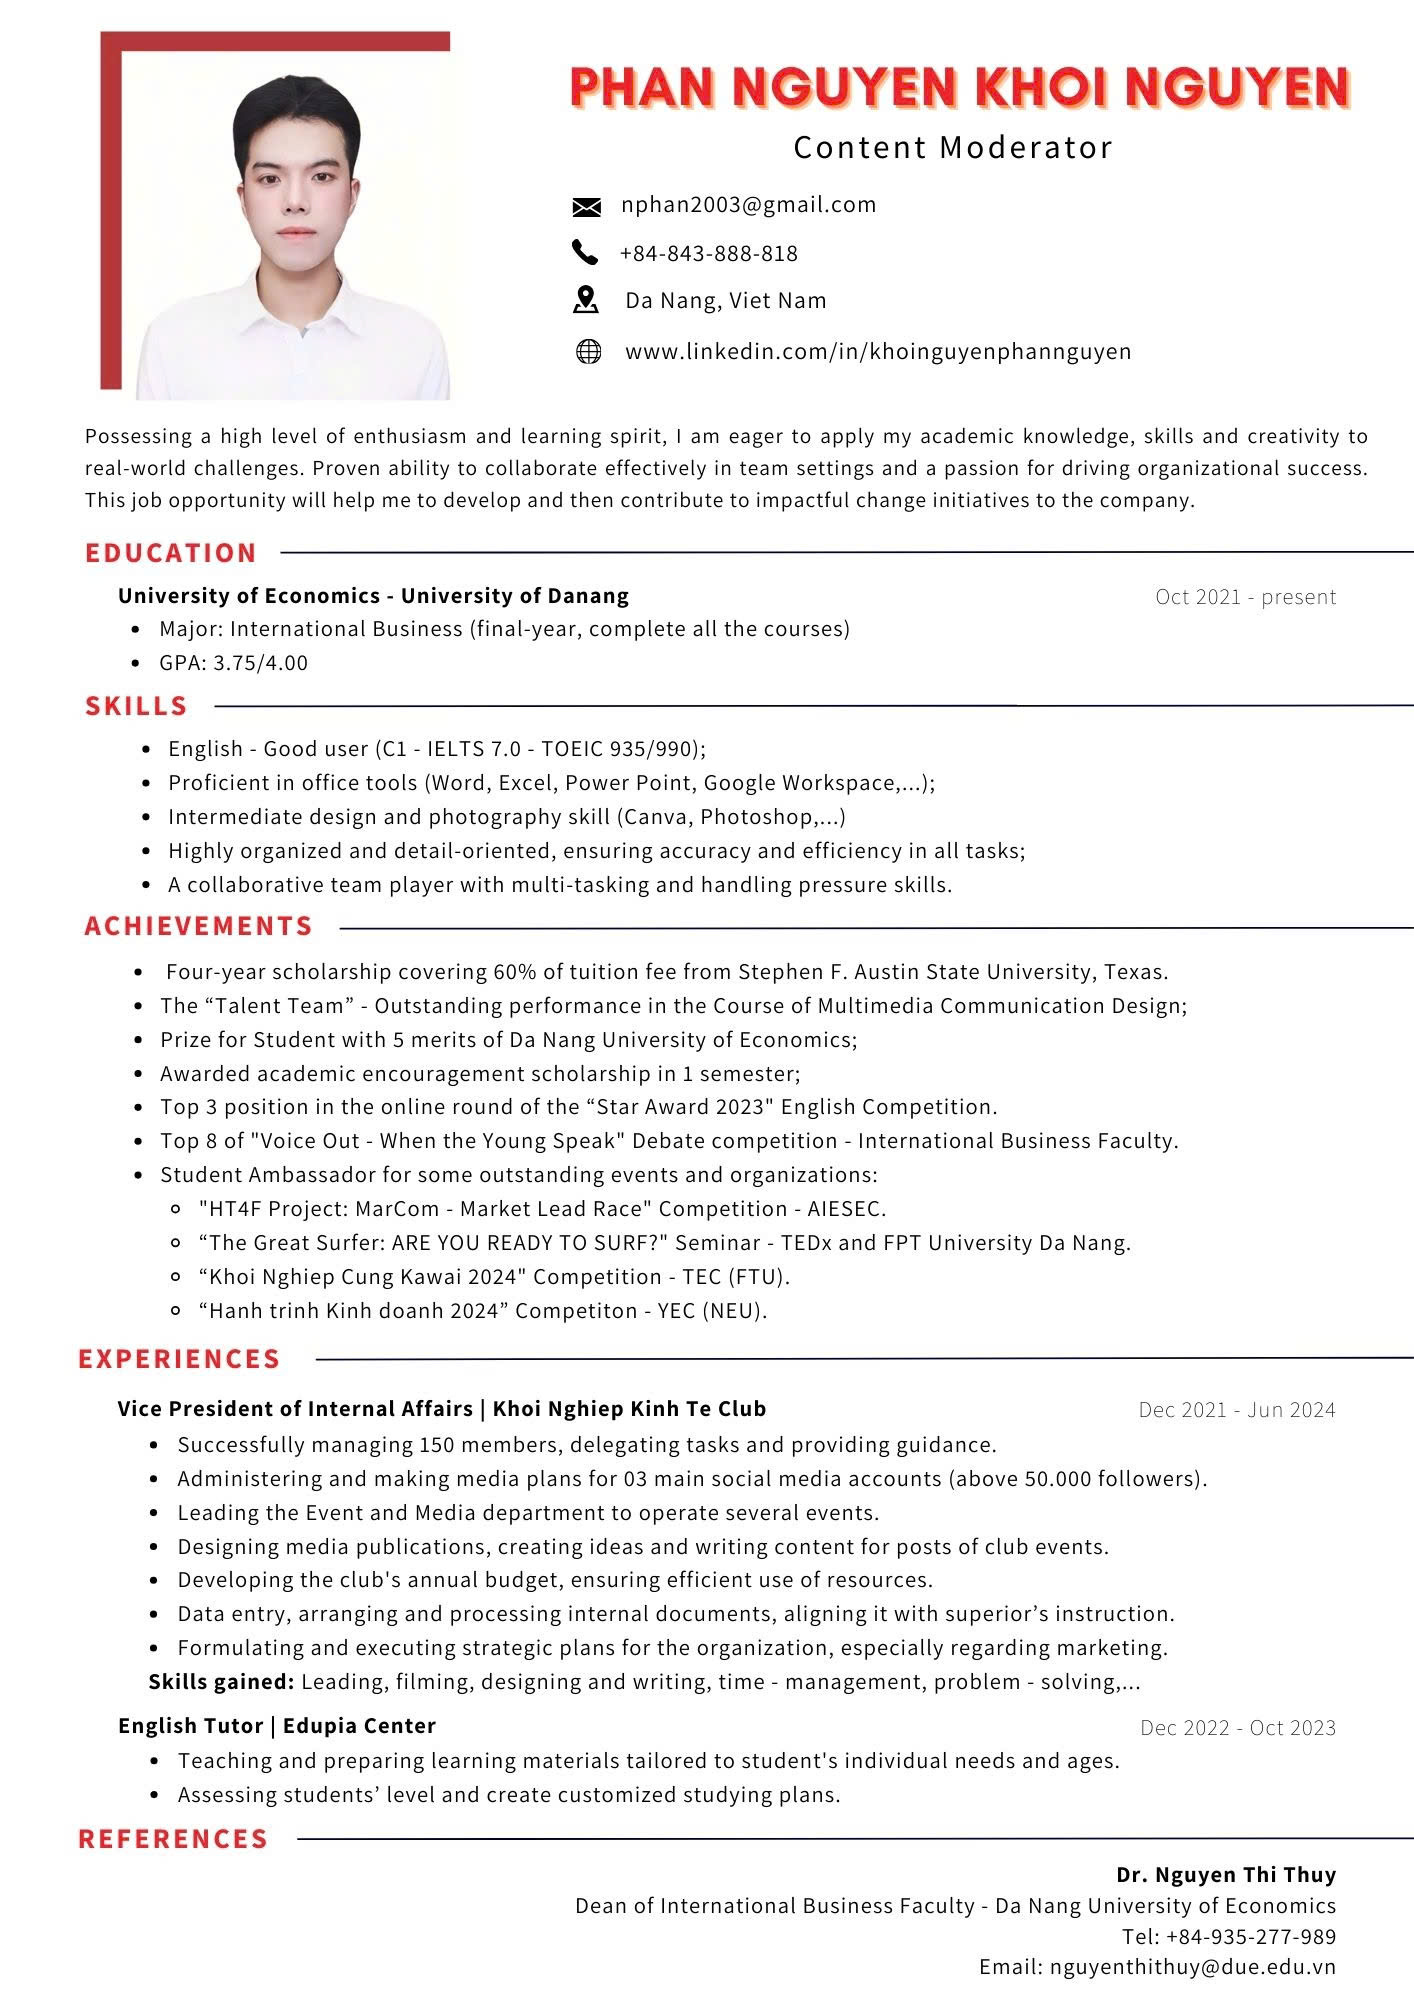 PHAN NGUYEN KHOI NGUYEN
Content Moderator
nphan2003@gmail.com
+84-843-888-818
Da Nang, Viet Nam
www.linkedin.com/in/khoinguyenphannguyen
Possessing a high level of enthusiasm and learning spirit, I am eager to apply my academic knowledge, skills and creativity to
real-world challenges. Proven ability to collaborate effectively in team settings and a passion for driving organizational success.
This job opportunity will help me to develop and then contribute to impactful change initiatives to the company.
EDUCATION
University of Economics - University of Danang Oct 2021 - present
• Major: International Business (final-year, complete all the courses)
• GPA: 3.75/4.00
SKILLS
• English - Good user (C1 - IELTS 7.0 - TOEIC 935/990);
• Proficient in office tools (Word, Excel, Power Point, Google Workspace,...);
• Intermediate design and photography skill (Canva, Photoshop,...)
• Highly organized and detail-oriented, ensuring accuracy and efficiency in all tasks;
• A collaborative team player with multi-tasking and handling pressure skills.
ACHIEVEMENTS
• Four-year scholarship covering 60% of tuition fee from Stephen F. Austin State University, Texas.
• The “Talent Team” - Outstanding performance in the Course of Multimedia Communication Design;
• Prize for Student with 5 merits of Da Nang University of Economics;
• Awarded academic encouragement scholarship in 1 semester;
• Top 3 position in the online round of the “Star Award 2023" English Competition.
• Top 8 of "Voice Out - When the Young Speak" Debate competition - International Business Faculty.
• Student Ambassador for some outstanding events and organizations:
◦ "HT4F Project: MarCom - Market Lead Race" Competition - AIESEC.
◦ “The Great Surfer: ARE YOU READY TO SURF?" Seminar - TEDx and FPT University Da Nang.
◦ “Khoi Nghiep Cung Kawai 2024" Competition - TEC (FTU).
◦ “Hanh trinh Kinh doanh 2024” Competiton - YEC (NEU).
EXPERIENCES
Vice President of Internal Affairs | Khoi Nghiep Kinh Te Club Dec 2021 - Jun 2024
• Successfully managing 150 members, delegating tasks and providing guidance.
• Administering and making media plans for 03 main social media accounts (above 50.000 followers).
• Leading the Event and Media department to operate several events.
• Designing media publications, creating ideas and writing content for posts of club events.
• Developing the club's annual budget, ensuring efficient use of resources.
• Data entry, arranging and processing internal documents, aligning it with superior’s instruction.
• Formulating and executing strategic plans for the organization, especially regarding marketing.
Skills gained: Leading, filming, designing and writing, time - management, problem - solving,...
English Tutor | Edupia Center Dec 2022 - Oct 2023
• Teaching and preparing learning materials tailored to student's individual needs and ages.
• Assessing students’ level and create customized studying plans.
REFERENCES
Dr. Nguyen Thi Thuy
Dean of International Business Faculty - Da Nang University of Economics
Tel: +84-935-277-989
Email: nguyenthithuy@due.edu.vn